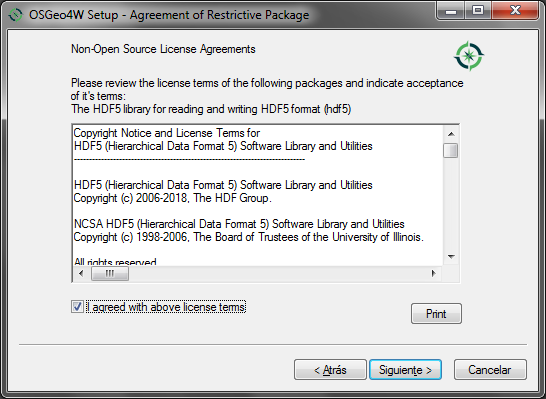 OSGeo4W Setup - Agreement of Restrictive Package
Non-Open Source License Agreements
Please review the license terms of the following packages and indicate acceptance
of it's terms:
The HDF5 library for reading and writing HDF5 format (hdf5)
Copyright Notice and License Terms for
HDF5 (Hierarchical Data Format 5) Software Library and Utilities
-----------------------------------------------------------------------------
HDF5 (Hierarchical Data Format 5) Software Library and Utilities
Copyright (c) 2006-2018, The HDF Group.
NCSA HDF5 (Hierarchical Data Format 5) Software Library and Utilities
Copyright (c) 1998-2006, The Board of Trustees of the University of Illinois.
All rights reserved.
I agreed with above license terms
Print
< Atrás
Siguiente >
Cancelar